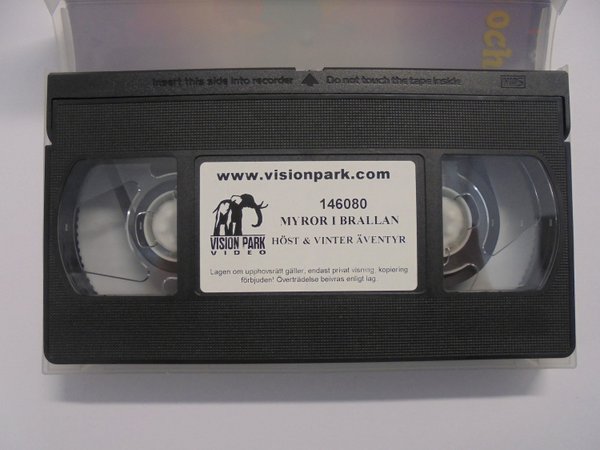 och
Insert this side into recorder Do not touch the tape inside
VHS
www.visionpark.com
146080
MYROR I BRALLAN
VISION PARK
VIDEO
HÖST & VINTER ÄVENTYR
Lagen om upphovsrätt gäller, endast privat visning, kopiering
förbjuden! Överträdelse beivras enligt lag.